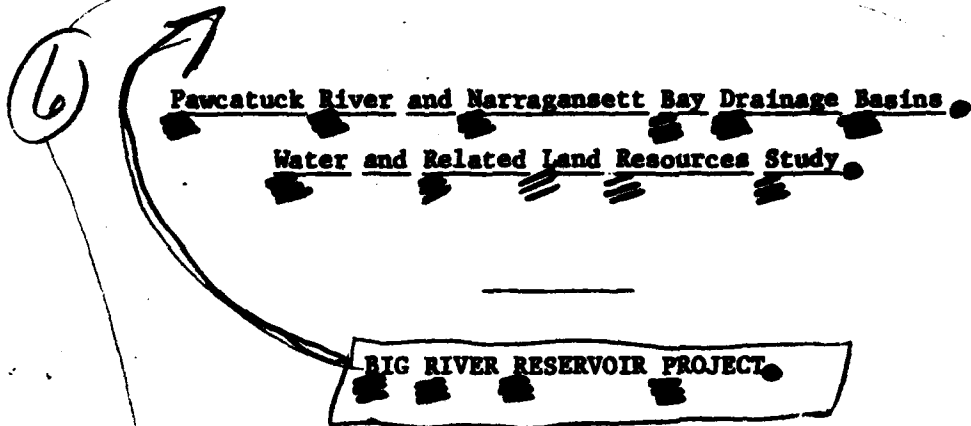 6
Pawcatuck River and Narragansett Bay Drainage Basins
Water and Related Land Resources Study
BIG RIVER RESERVOIR PROJECT